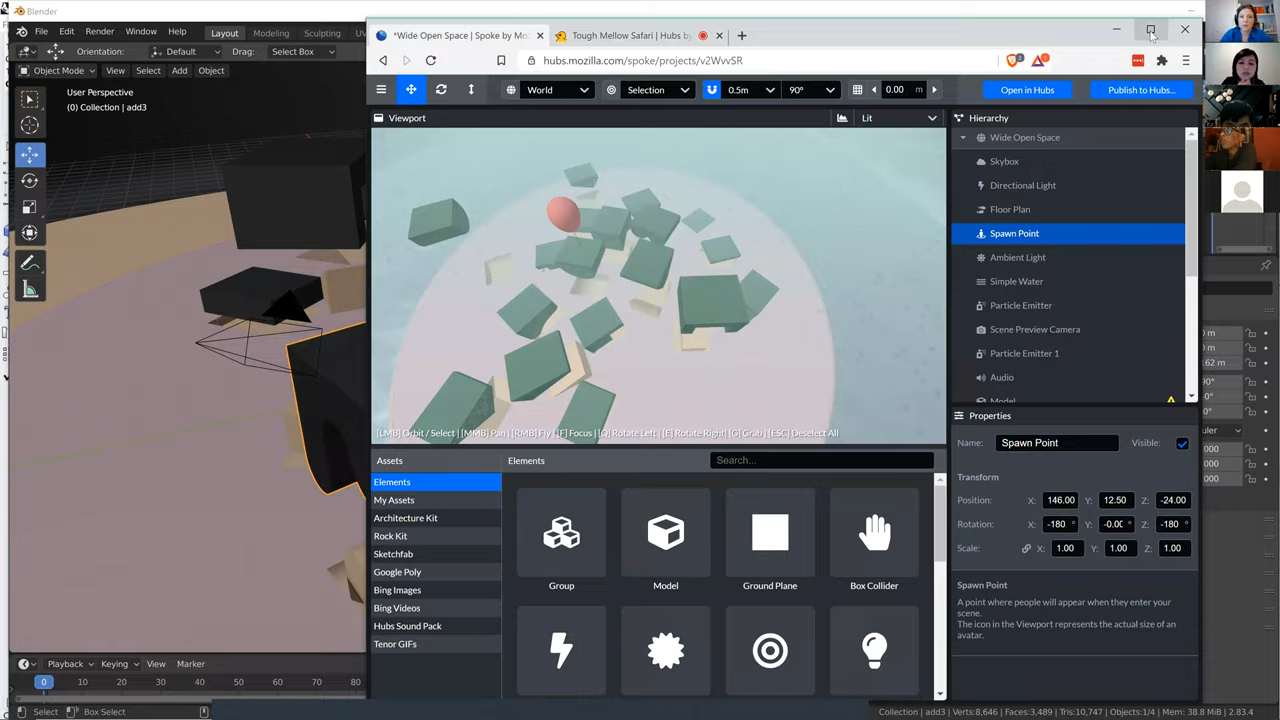 Blender
File Edit Render Window Help Layout Modeling Sculpting
Orientation: Default Drag: Select Box
Object Mode View Select Add Object
User Perspective
(0) Collection | add3
*Wide Open Space | Spoke by Mo
Tough Mellow Safari | Hubs by
hubs.mozilla.com/spoke/projects/v2WvvSR
World Selection 0.5m 90° 0.00 m Open in Hubs Publish to Hubs...
Viewport Lit
[LMB] Orbit / Select | [MMB] Pan | [RMB] Fly | [F] Focus | [Q] Rotate Left | [E] Rotate Right | [G] Grab | [ESC] Deselect All
Hierarchy
Wide Open Space
Skybox
Directional Light
Floor Plan
Spawn Point
Ambient Light
Simple Water
Particle Emitter
Scene Preview Camera
Particle Emitter 1
Audio
Model
Properties
Name: Spawn Point Visible:
Transform
Position: X: 146.00 Y: 12.50 Z: -24.00
Rotation: X: -180 ° Y: -0.00 ° Z: -180 °
Scale: X: 1.00 Y: 1.00 Z: 1.00
Spawn Point
A point where people will appear when they enter your
scene.
The icon in the Viewport represents the actual size of an
avatar.
Assets
Elements
My Assets
Architecture Kit
Rock Kit
Sketchfab
Google Poly
Bing Images
Bing Videos
Hubs Sound Pack
Tenor GIFs
Elements Search...
Group Model Ground Plane Box Collider
Playback Keying View Marker
0 10 20 30 40 50 60 70 80
Select Box Select
Collection | add3 | Verts:8,646 | Faces:3,489 | Tris:10,747 | Objects:1/4 | Mem: 38.8 MiB | 2.83.4